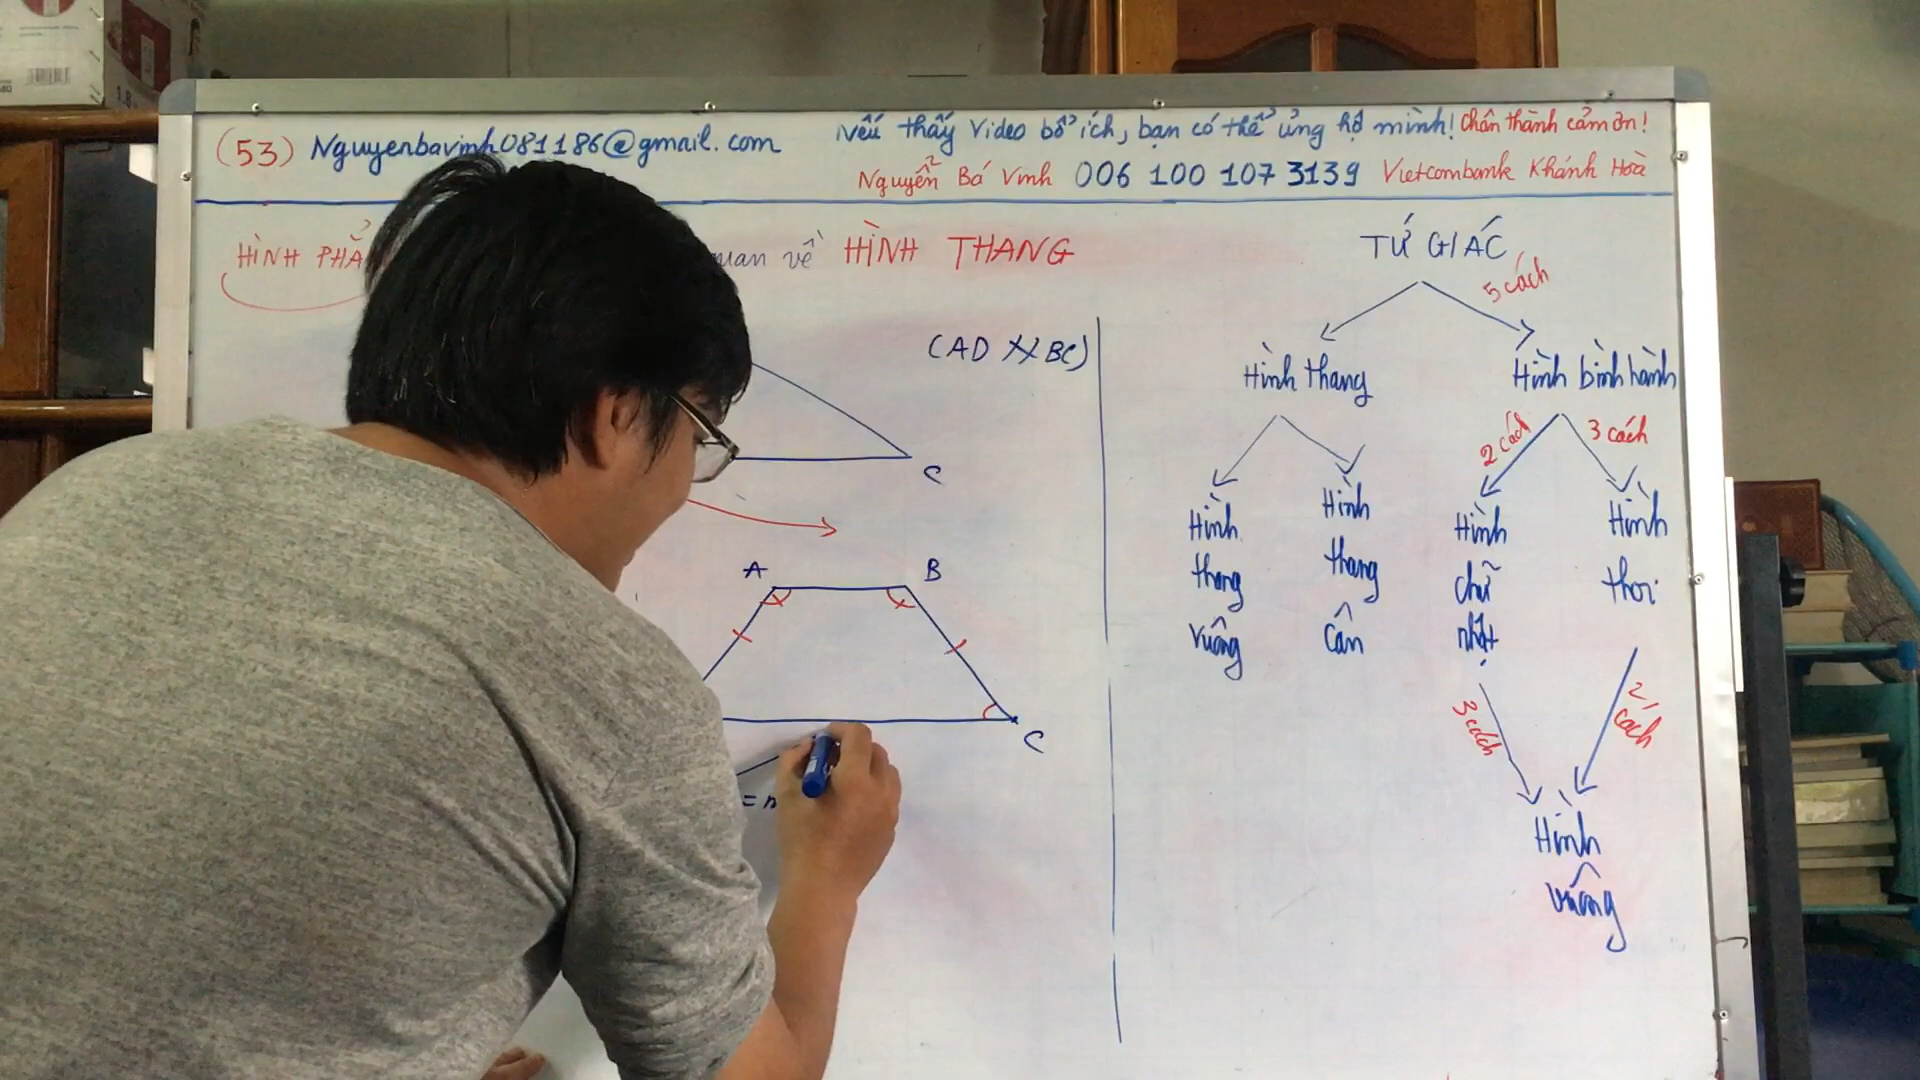 (53) Nguyenbavinh081186@gmail.com Nếu thấy Video bổ ích, bạn có thể ủng hộ mình! Chân thành cảm ơn!
Nguyễn Bá Vinh 006 100 107 3139 Vietcombank Khánh Hoà
HÌNH PHẲ
về HÌNH THANG
(AD BC)
C
A B
C
= n
TỨ GIÁC
5 cách
Hình thang Hình bình hành
2 cách 3 cách
Hình thang vuông
Hình thang cân
Hình chữ nhật
Hình thoi
3 cách 2 cách
Hình vuông